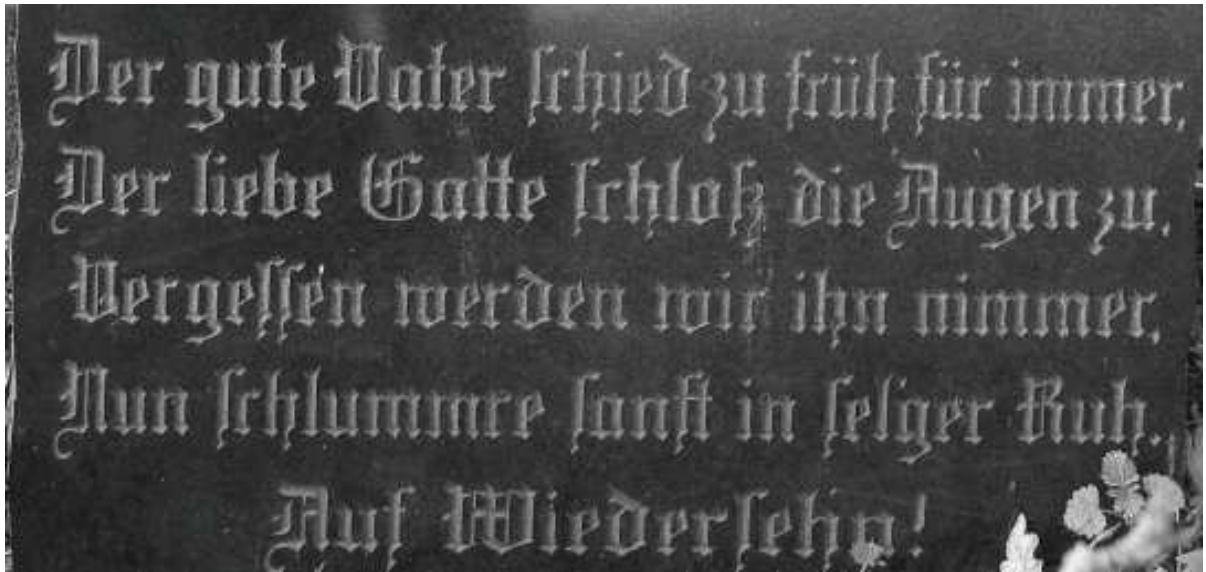 Der gute Vater schied zu früh für immer,
Der liebe Gatte schloß die Augen zu.
Vergessen werden wir ihn nimmer,
Nun schlummre sanft in selger Ruh.
Auf Wiedersehn!